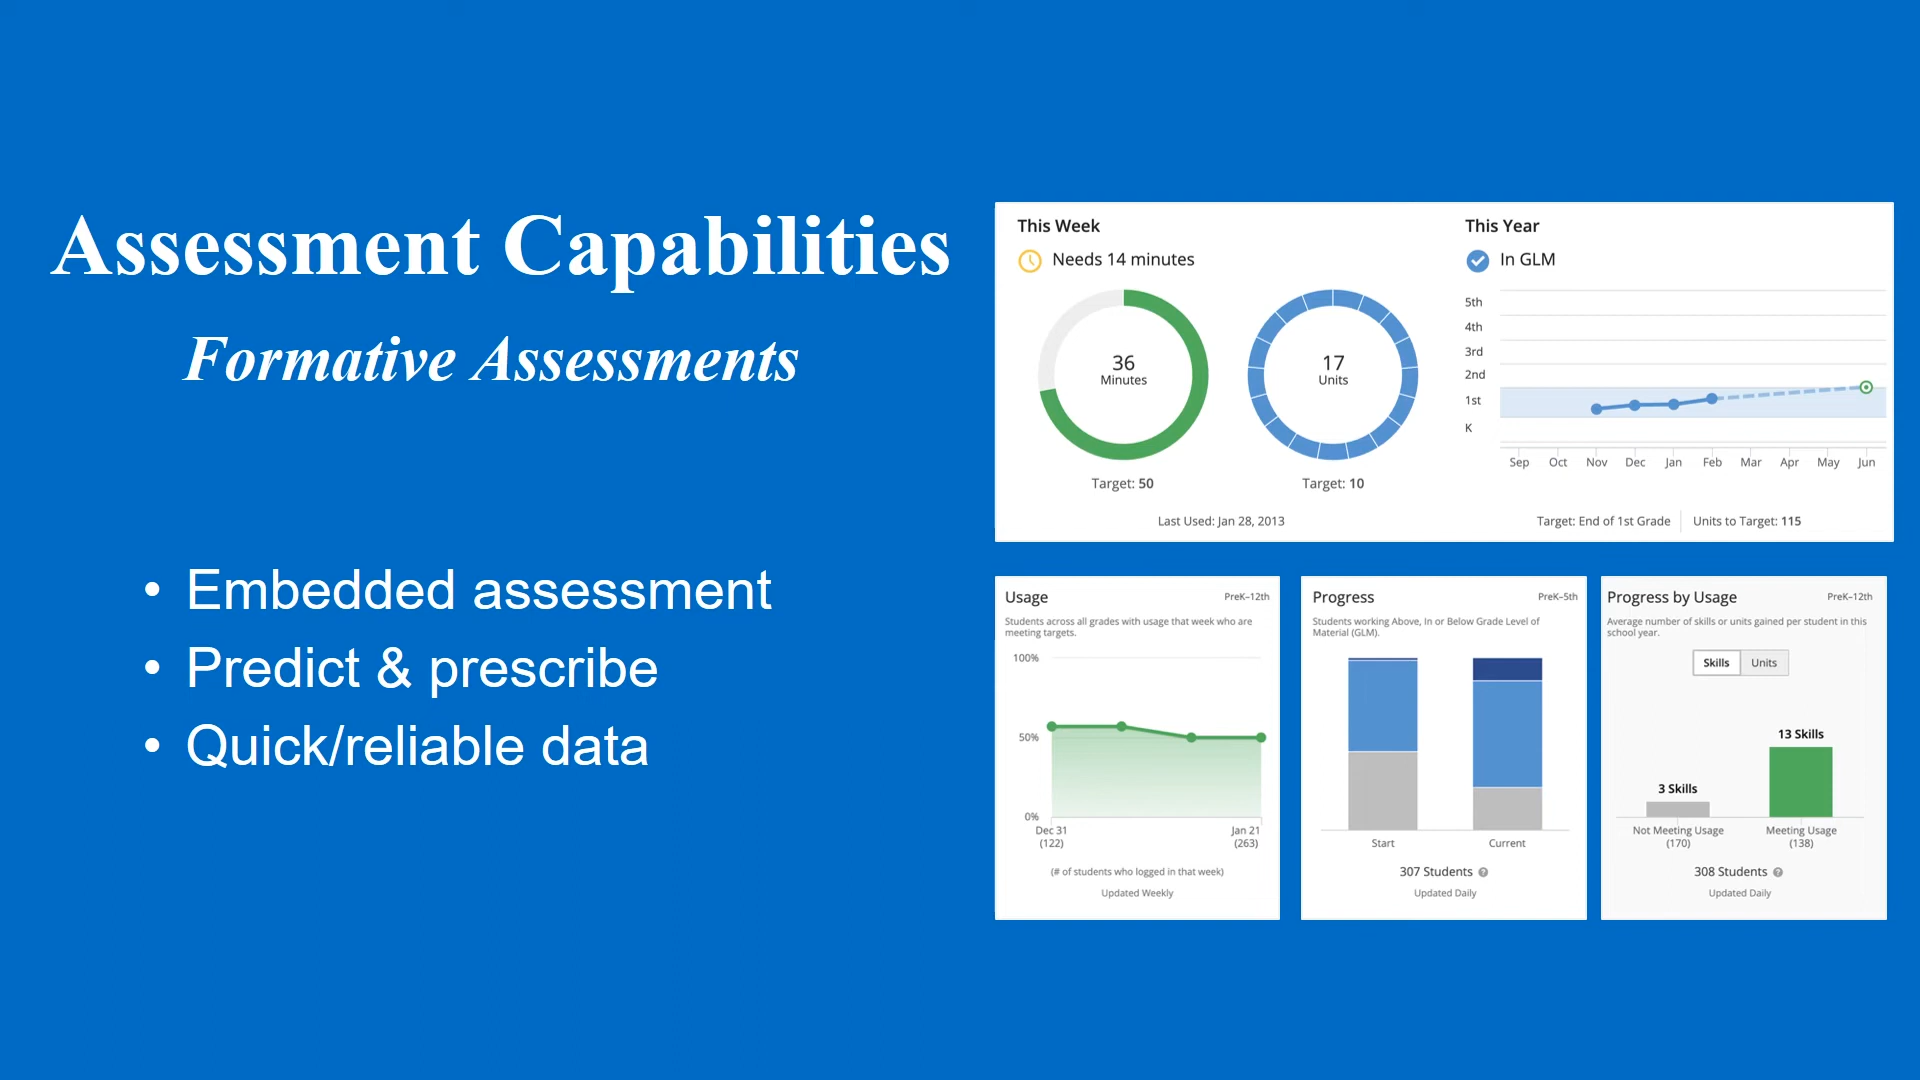 Assessment Capabilities
Formative Assessments
• Embedded assessment
• Predict & prescribe
• Quick/reliable data
This Week
Needs 14 minutes
36
Minutes
Target: 50
17
Units
Target: 10
Last Used: Jan 28, 2013
This Year
In GLM
5th
4th
3rd
2nd
1st
K
Sep Oct Nov Dec Jan Feb Mar Apr May Jun
Target: End of 1st Grade | Units to Target: 115
Usage PreK–12th
Students across all grades with usage that week who are
meeting targets.
100%
50%
0%
Dec 31 Jan 21
(122) (263)
(# of students who logged in that week)
Updated Weekly
Progress PreK–5th
Students working Above, In or Below Grade Level of
Material (GLM).
Start Current
307 Students ?
Updated Daily
Progress by Usage PreK–12th
Average number of skills or units gained per student in this
school year.
Skills Units
13 Skills
3 Skills
Not Meeting Usage Meeting Usage
(170) (138)
308 Students ?
Updated Daily